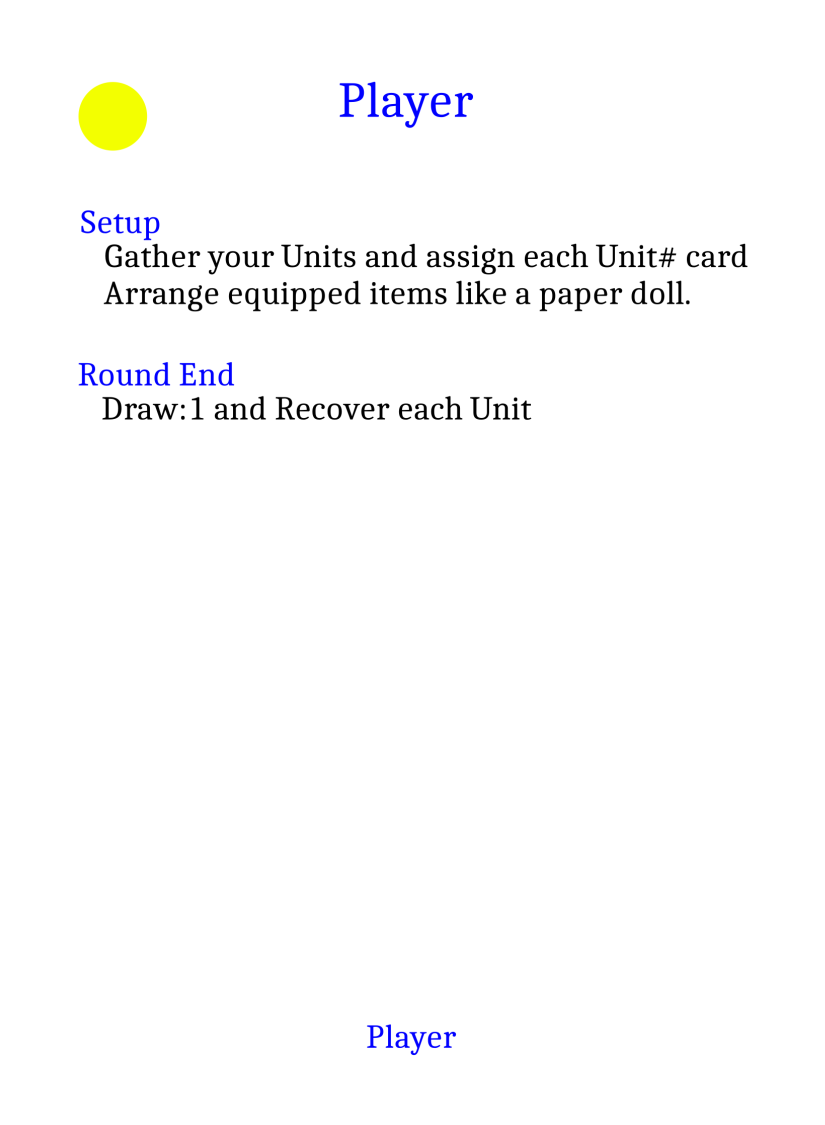 Player
Setup
Gather your Units and assign each Unit# card
Arrange equipped items like a paper doll.
Round End
Draw:1 and Recover each Unit
Player